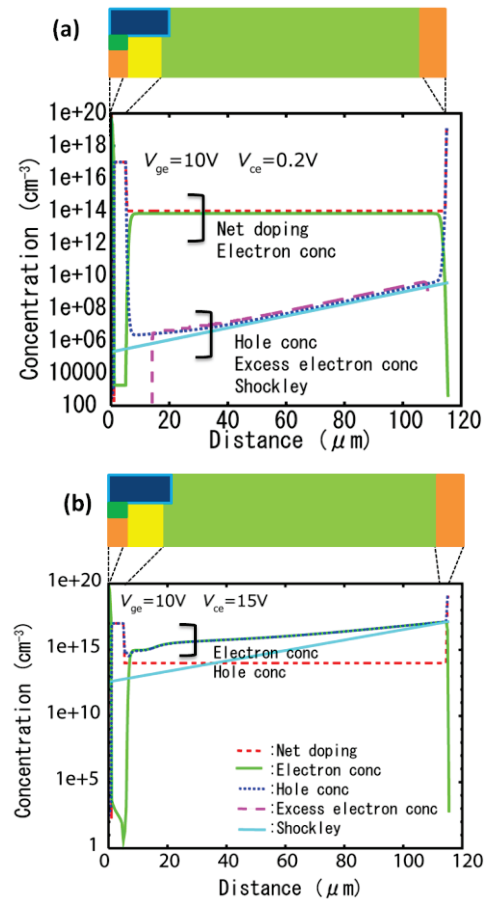 (a)
1e+20
1e+18
1e+16
1e+14
1e+12
1e+10
1e+08
1e+06
10000
100
Concentration (cm⁻³)
Vge=10V Vce=0.2V
Net doping
Electron conc
Hole conc
Excess electron conc
Shockley
0 20 40 60 80 100 120
Distance (μm)
(b)
1e+20
1e+15
1e+10
1e+5
1
Concentration (cm⁻³)
Vge=10V Vce=15V
Electron conc
Hole conc
:Net doping
:Electron conc
:Hole conc
:Excess electron conc
:Shockley
0 20 40 60 80 100 120
Distance (μm)